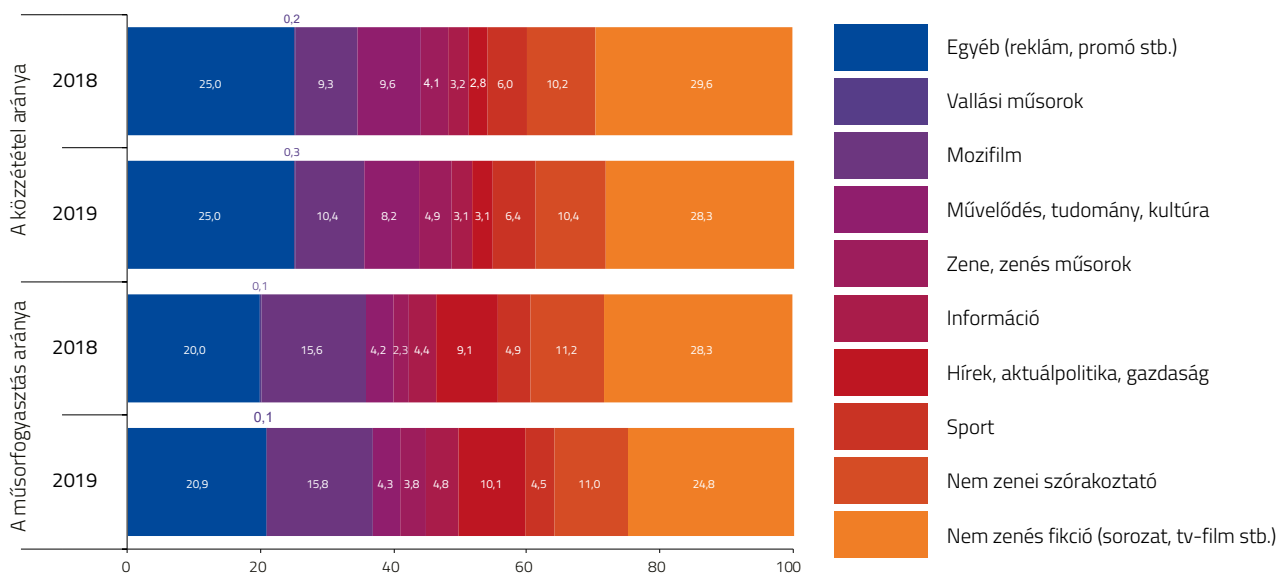 A közzététel aránya
2018
0,2
25,0 9,3 9,6 4,1 3,2 2,8 6,0 10,2 29,6
2019
0,3
25,0 10,4 8,2 4,9 3,1 3,1 6,4 10,4 28,3
A műsorfogyasztás aránya
2018
0,1
20,0 15,6 4,2 2,3 4,4 9,1 4,9 11,2 28,3
2019
0,1
20,9 15,8 4,3 3,8 4,8 10,1 4,5 11,0 24,8
0 20 40 60 80 100
Egyéb (reklám, promó stb.)
Vallási műsorok
Mozifilm
Művelődés, tudomány, kultúra
Zene, zenés műsorok
Információ
Hírek, aktuálpolitika, gazdaság
Sport
Nem zenei szórakoztató
Nem zenés fikció (sorozat, tv-film stb.)